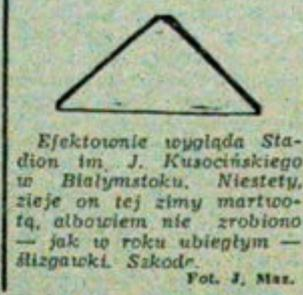 Efektownie wygląda Sta-
dion im. J. Kusocińskiego
w Białymstoku. Niestety,
zieje on tej zimy martwo-
tą, albowiem nie zrobiono
— jak w roku ubiegłym —
ślizgawki. Szkoda.
Fot. J. Maz.